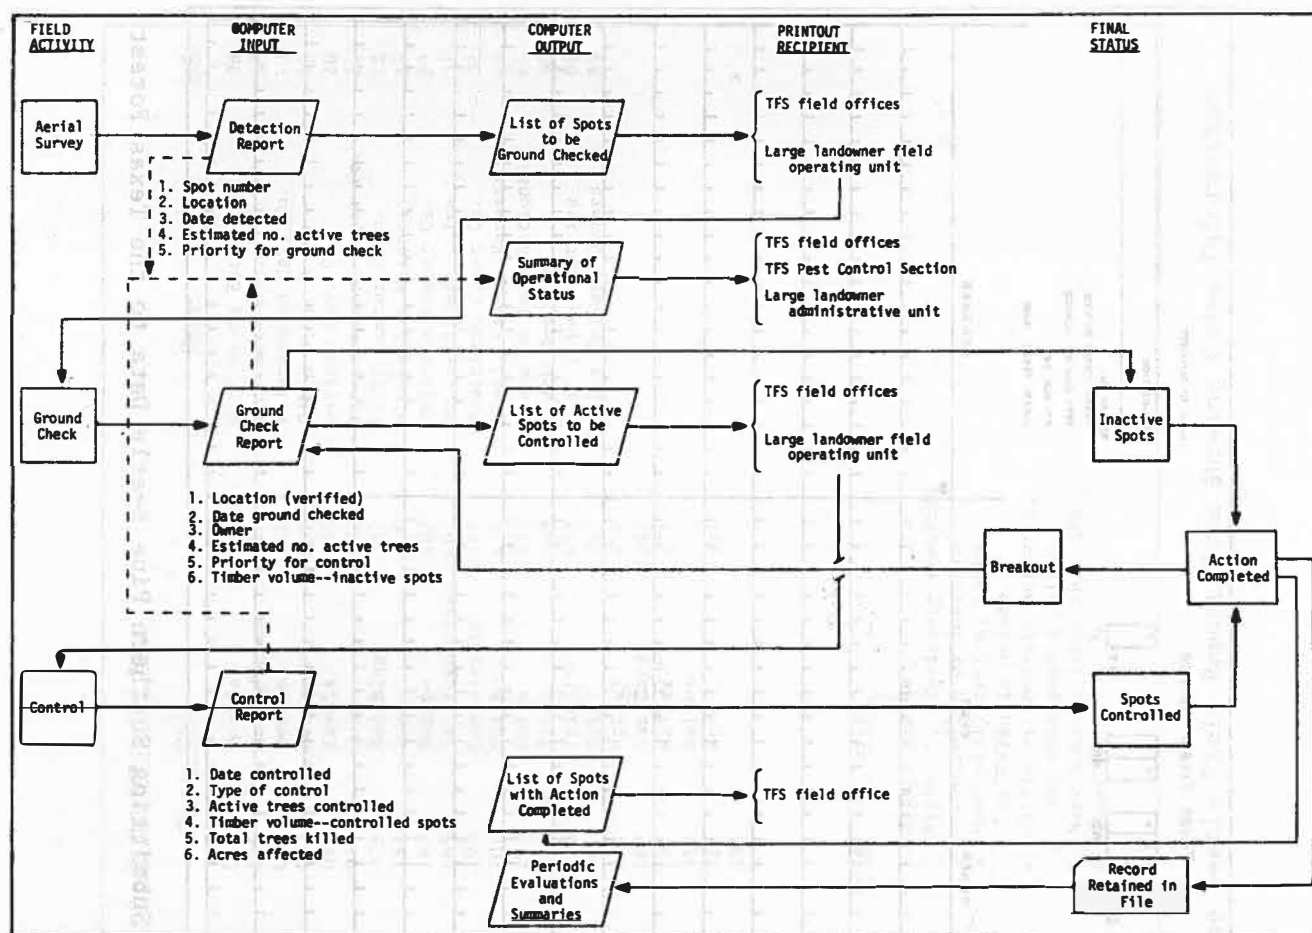 FIELD
ACTIVITY
COMPUTER
INPUT
COMPUTER
OUTPUT
PRINTOUT
RECIPIENT
FINAL
STATUS
Aerial
Survey
Detection
Report
List of Spots
to be
Ground Checked
TFS field offices
Large landowner field
operating unit
1. Spot number
2. Location
3. Date detected
4. Estimated no. active trees
5. Priority for ground check
Summary of
Operational
Status
TFS field offices
TFS Pest Control Section
Large landowner
administrative unit
Ground
Check
Ground
Check
Report
List of Active
Spots to be
Controlled
TFS field offices
Large landowner field
operating unit
Inactive
Spots
1. Location (verified)
2. Date ground checked
3. Owner
4. Estimated no. active trees
5. Priority for control
6. Timber volume--inactive spots
Breakout
Action
Completed
Control
Control
Report
Spots
Controlled
1. Date controlled
2. Type of control
3. Active trees controlled
4. Timber volume--controlled spots
5. Total trees killed
6. Acres affected
List of Spots
with Action
Completed
TFS field office
Periodic
Evaluations
and
Summaries
Record
Retained in
File